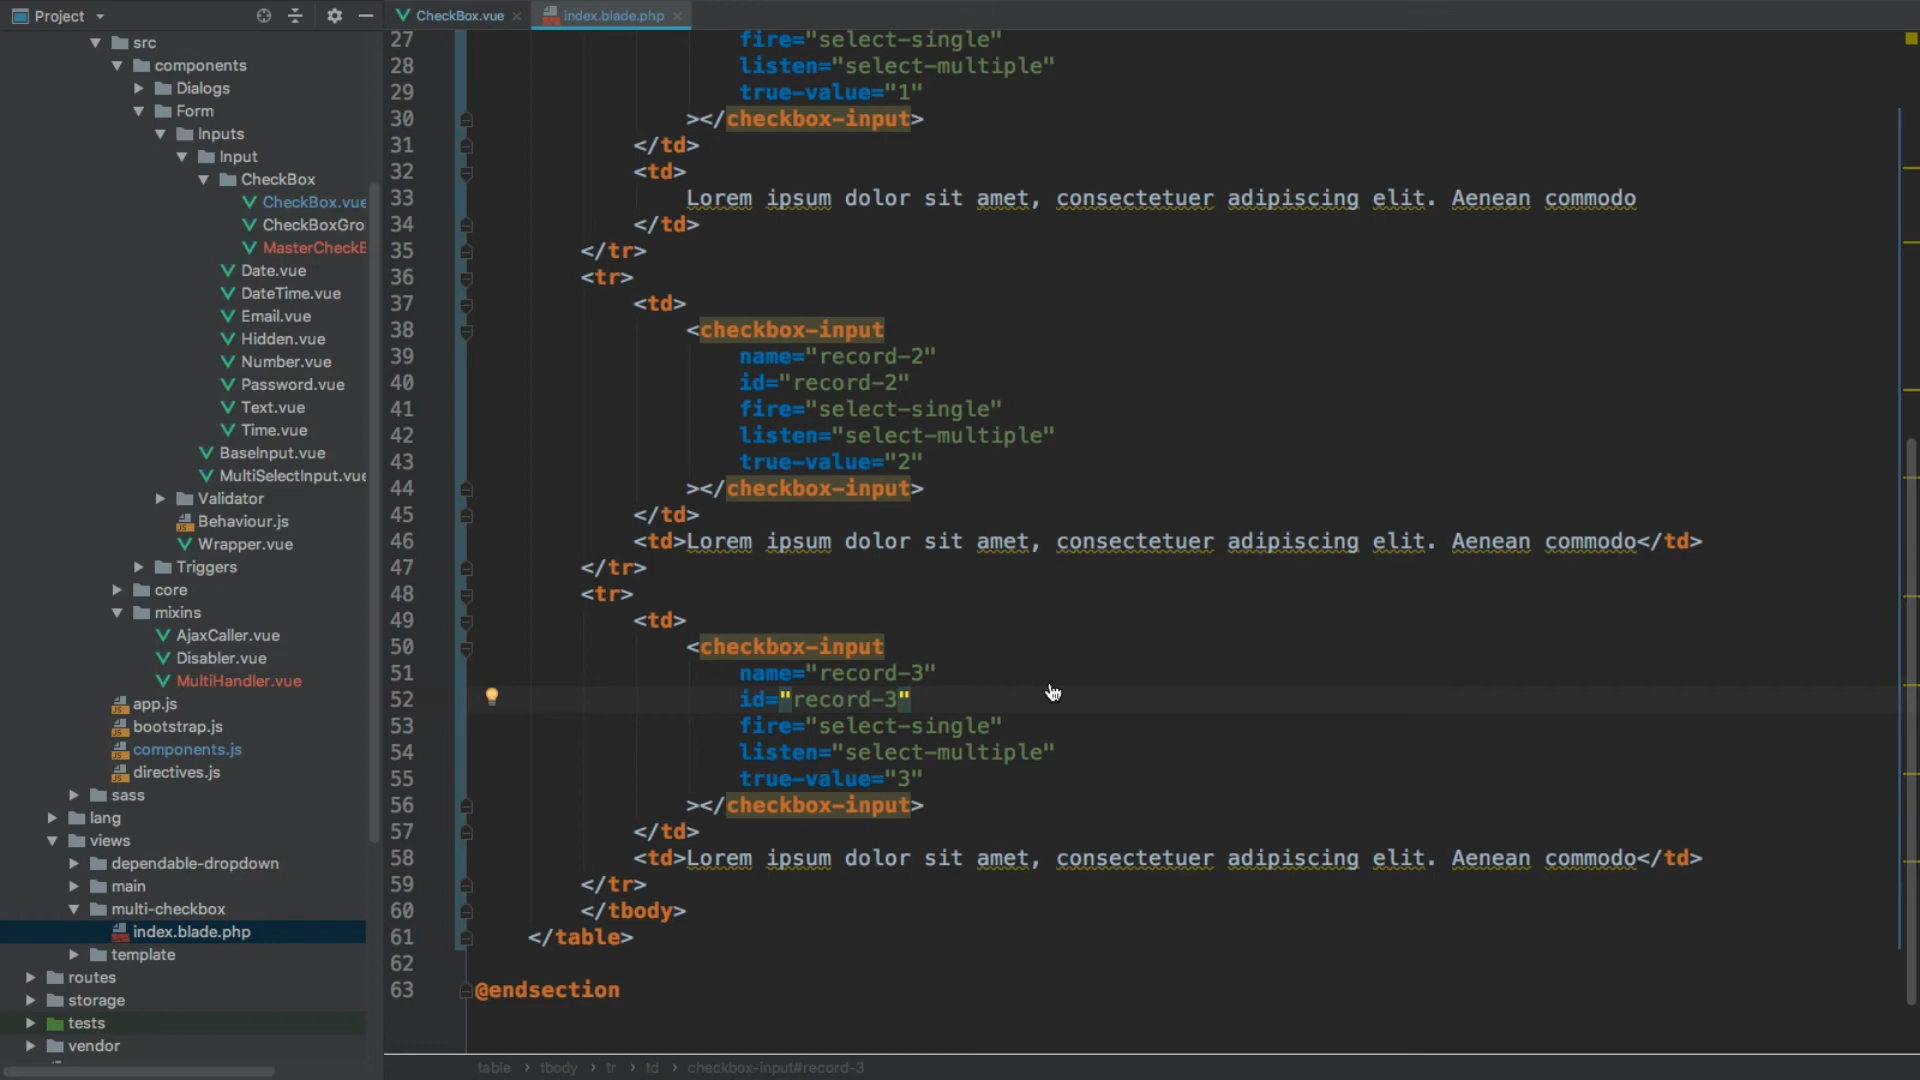 Project
CheckBox.vue
index.blade.php
src
components
Dialogs
Form
Inputs
Input
CheckBox
CheckBox.vue
CheckBoxGro
MasterCheckB
Date.vue
DateTime.vue
Email.vue
Hidden.vue
Number.vue
Password.vue
Text.vue
Time.vue
BaseInput.vue
MultiSelectInput.vue
Validator
Behaviour.js
Wrapper.vue
Triggers
core
mixins
AjaxCaller.vue
Disabler.vue
MultiHandler.vue
app.js
bootstrap.js
components.js
directives.js
sass
lang
views
dependable-dropdown
main
multi-checkbox
index.blade.php
template
routes
storage
tests
vendor
27 fire="select-single"
28 listen="select-multiple"
29 true-value="1"
30 ></checkbox-input>
31 </td>
32 <td>
33 Lorem ipsum dolor sit amet, consectetuer adipiscing elit. Aenean commodo
34 </td>
35 </tr>
36 <tr>
37 <td>
38 <checkbox-input
39 name="record-2"
40 id="record-2"
41 fire="select-single"
42 listen="select-multiple"
43 true-value="2"
44 ></checkbox-input>
45 </td>
46 <td>Lorem ipsum dolor sit amet, consectetuer adipiscing elit. Aenean commodo</td>
47 </tr>
48 <tr>
49 <td>
50 <checkbox-input
51 name="record-3"
52 id="record-3"
53 fire="select-single"
54 listen="select-multiple"
55 true-value="3"
56 ></checkbox-input>
57 </td>
58 <td>Lorem ipsum dolor sit amet, consectetuer adipiscing elit. Aenean commodo</td>
59 </tr>
60 </tbody>
61 </table>
62
63 @endsection
table › tbody › tr › td › checkbox-input#record-3